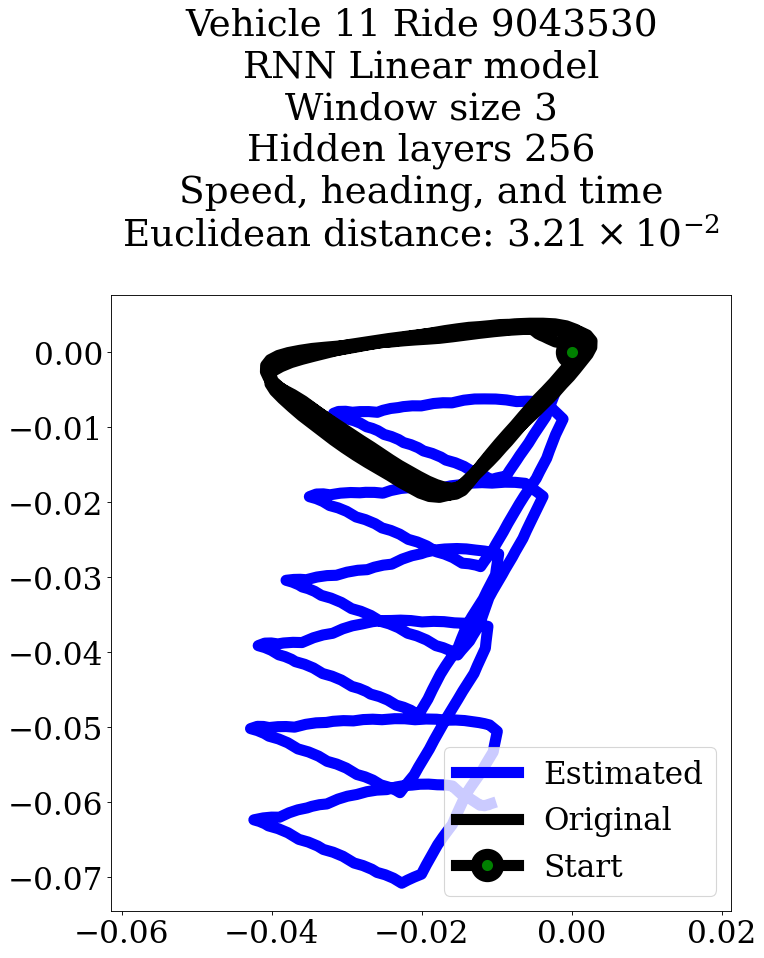 Vehicle 11 Ride 9043530
RNN Linear model
Window size 3
Hidden layers 256
Speed, heading, and time
Euclidean distance: 3.21 × 10⁻²
0.00
−0.01
−0.02
−0.03
−0.04
−0.05
−0.06
−0.07
Estimated
Original
Start
−0.06 −0.04 −0.02 0.00 0.02